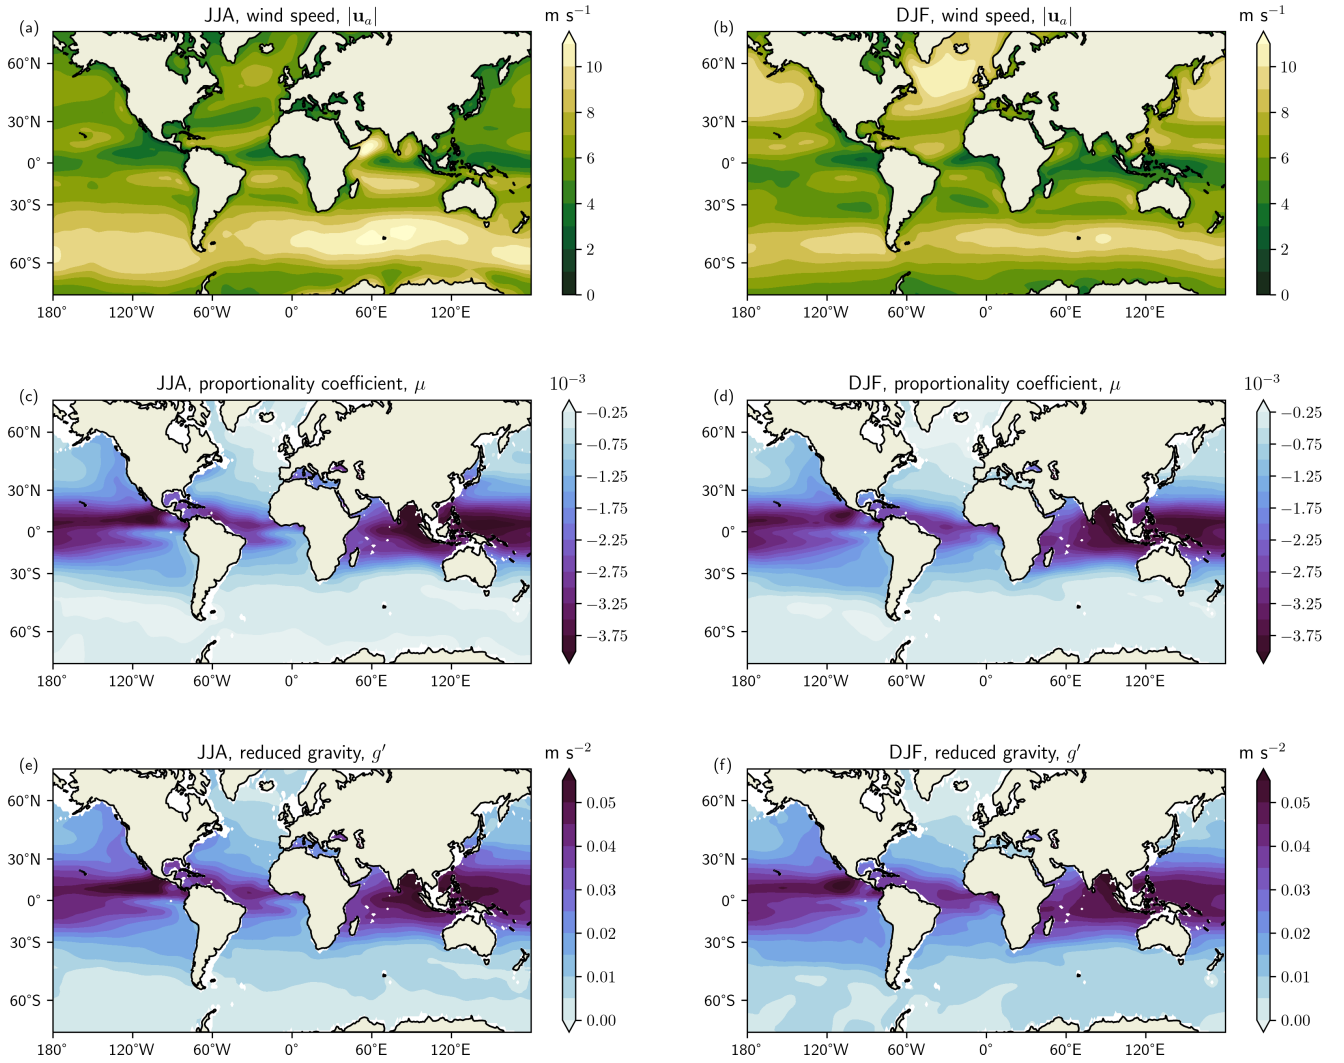 (a) JJA, wind speed, |u_a| m s⁻¹
60°N
30°N
0°
30°S
60°S
180° 120°W 60°W 0° 60°E 120°E
10
8
6
4
2
0
(b) DJF, wind speed, |u_a| m s⁻¹
60°N
30°N
0°
30°S
60°S
180° 120°W 60°W 0° 60°E 120°E
10
8
6
4
2
0
(c) JJA, proportionality coefficient, μ 10⁻³
60°N
30°N
0°
30°S
60°S
180° 120°W 60°W 0° 60°E 120°E
−0.25
−0.75
−1.25
−1.75
−2.25
−2.75
−3.25
−3.75
(d) DJF, proportionality coefficient, μ 10⁻³
60°N
30°N
0°
30°S
60°S
180° 120°W 60°W 0° 60°E 120°E
−0.25
−0.75
−1.25
−1.75
−2.25
−2.75
−3.25
−3.75
(e) JJA, reduced gravity, g′ m s⁻²
60°N
30°N
0°
30°S
60°S
180° 120°W 60°W 0° 60°E 120°E
0.05
0.04
0.03
0.02
0.01
0.00
(f) DJF, reduced gravity, g′ m s⁻²
60°N
30°N
0°
30°S
60°S
180° 120°W 60°W 0° 60°E 120°E
0.05
0.04
0.03
0.02
0.01
0.00